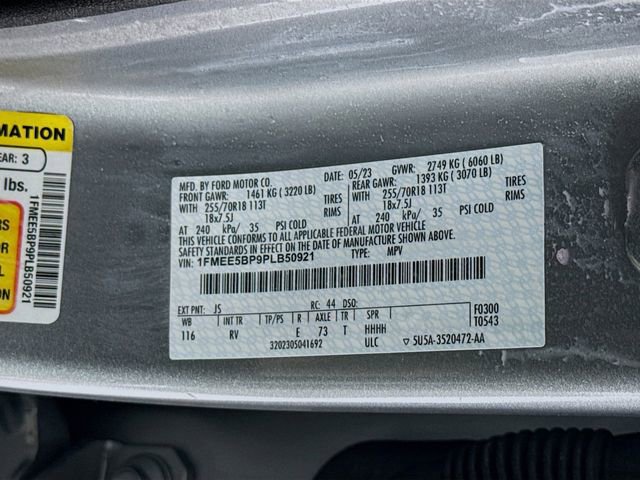 MATION
EAR: 3
lbs.
1FMEE5BP9PLB50921
RS
OR
L
ON
MFD. BY FORD MOTOR CO.
DATE: 05/23 GVWR: 2749 KG ( 6060 LB)
FRONT GAWR: 1461 KG ( 3220 LB)
REAR GAWR: 1393 KG ( 3070 LB)
WITH 255/70R18 113T TIRES
WITH 255/70R18 113T TIRES
18x7.5J RIMS
18x7.5J RIMS
AT 240 kPa/ 35 PSI COLD
AT 240 kPa/ 35 PSI COLD
THIS VEHICLE CONFORMS TO ALL APPLICABLE FEDERAL MOTOR VEHICLE
SAFETY STANDARDS IN EFFECT ON THE DATE OF MANUFACTURE SHOWN ABOVE.
VIN: 1FMEE5BP9PLB50921 TYPE: MPV
EXT PNT: JS RC: 44 DSO:
WB INT TR TP/PS R AXLE TR SPR
116 RV E 73 T HHHH
F0300
T0543
3202305041692 ULC 5U5A-3520472-AA